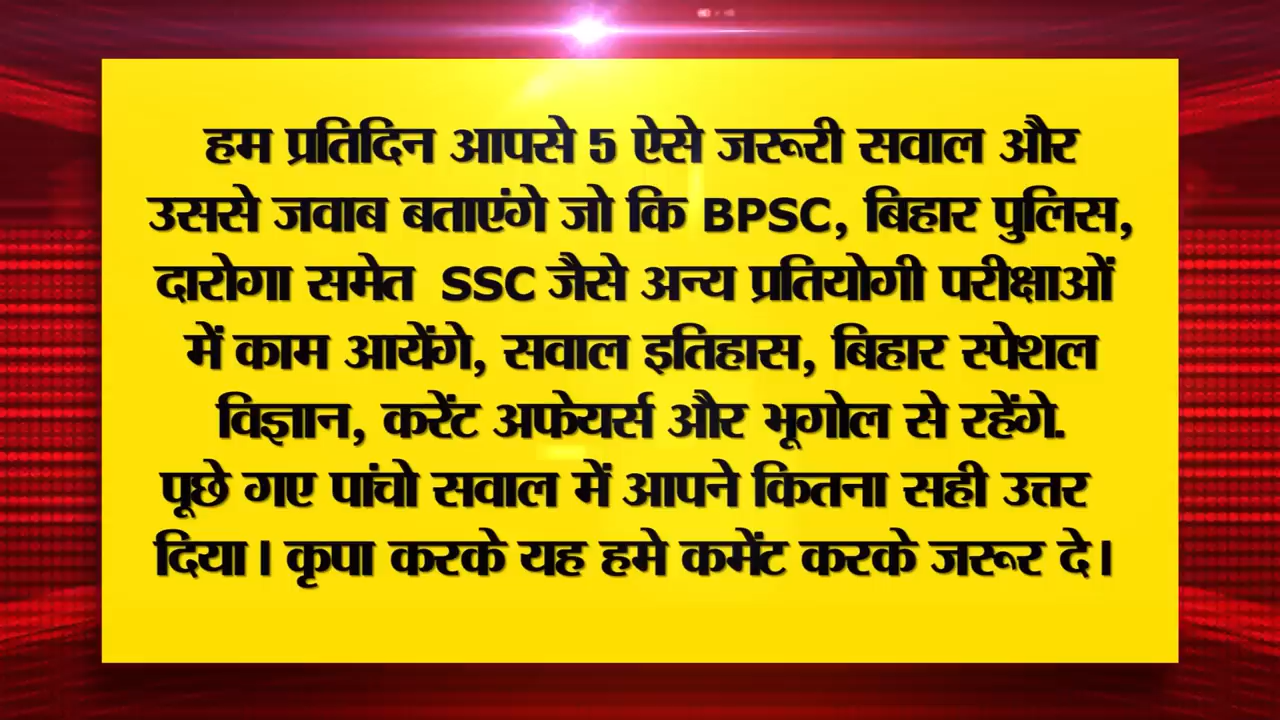 हम प्रतिदिन आपसे 5 ऐसे जरूरी सवाल और
उससे जवाब बताएंगे जो कि BPSC, बिहार पुलिस,
दारोगा समेत SSC जैसे अन्य प्रतियोगी परीक्षाओं
में काम आयेंगे, सवाल इतिहास, बिहार स्पेशल
विज्ञान, करेंट अफेयर्स और भूगोल से रहेंगे.
पूछे गए पांचो सवाल में आपने कितना सही उत्तर
दिया। कृपा करके यह हमे कमेंट करके जरूर दे।